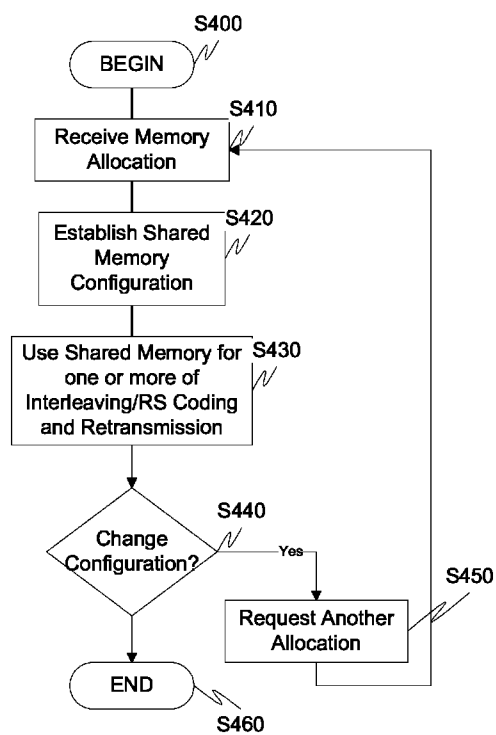 S400
BEGIN
S410
Receive Memory
Allocation
S420
Establish Shared
Memory
Configuration
S430
Use Shared Memory for
one or more of
Interleaving/RS Coding
and Retransmission
S440
Change
Configuration?
Yes
S450
Request Another
Allocation
END
S460